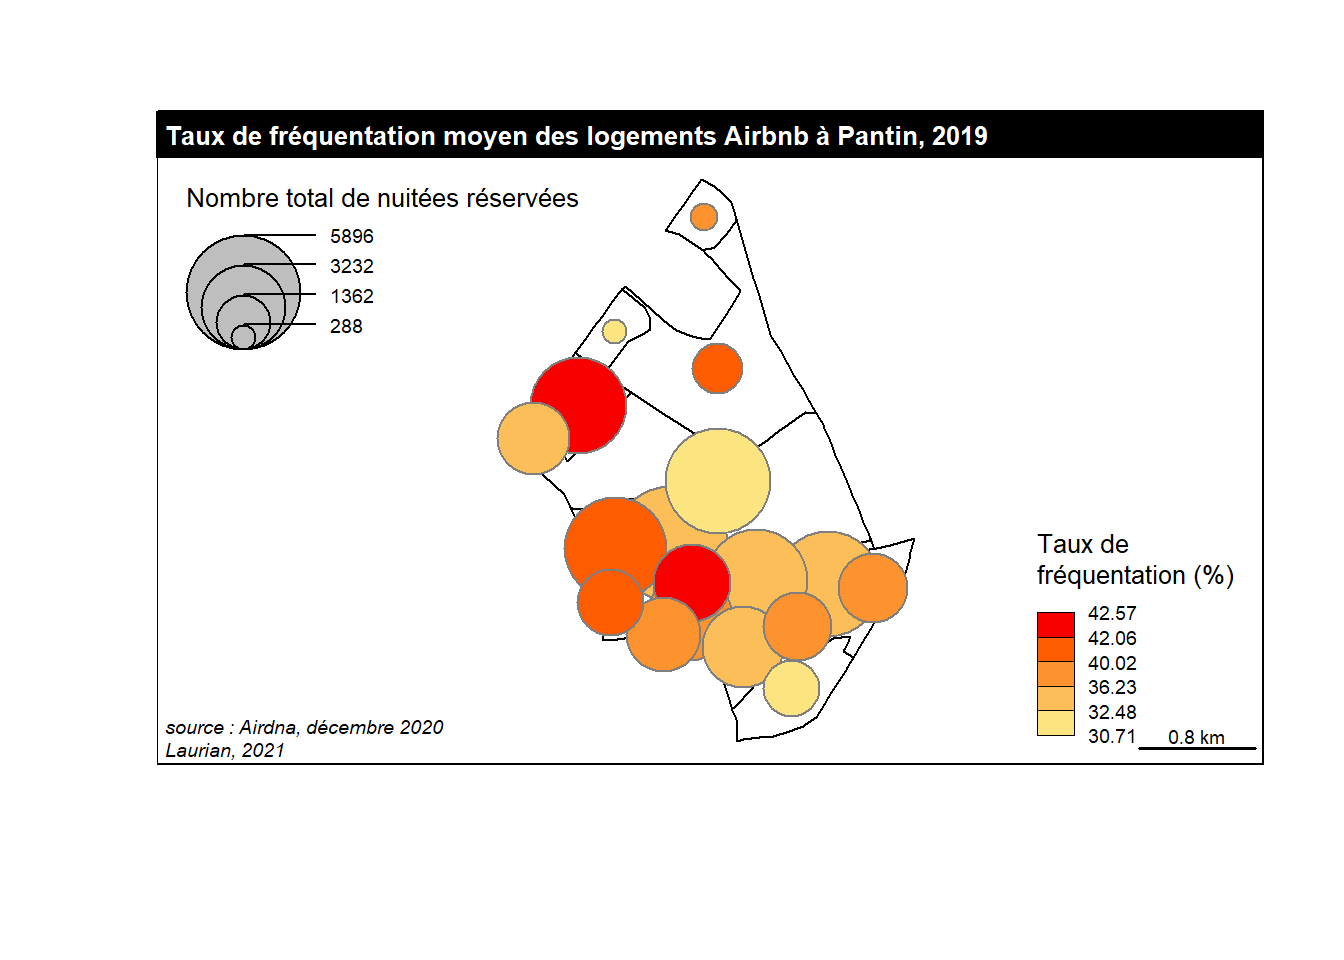 Taux de fréquentation moyen des logements Airbnb à Pantin, 2019
Nombre total de nuitées réservées
5896
3232
1362
288
Taux de
fréquentation (%)
42.57
42.06
40.02
36.23
32.48
30.71
0.8 km
source : Airdna, décembre 2020
Laurian, 2021